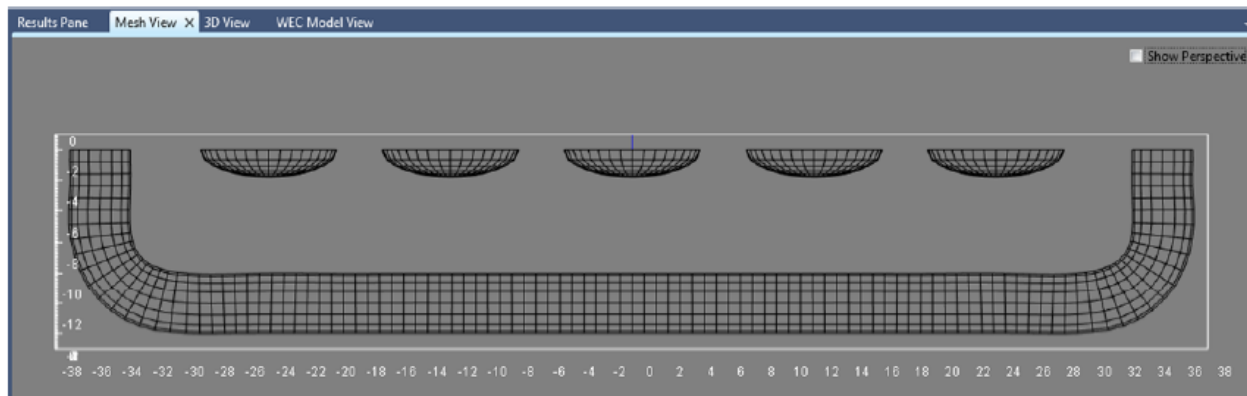 Results Pane Mesh View X 3D View WEC Model View
Show Perspective
0
-2
-4
-6
-8
-10
-12
-38 -36 -34 -32 -30 -28 -26 -24 -22 -20 -18 -16 -14 -12 -10 -8 -6 -4 -2 0 2 4 6 8 10 12 14 16 18 20 22 24 26 28 30 32 34 36 38